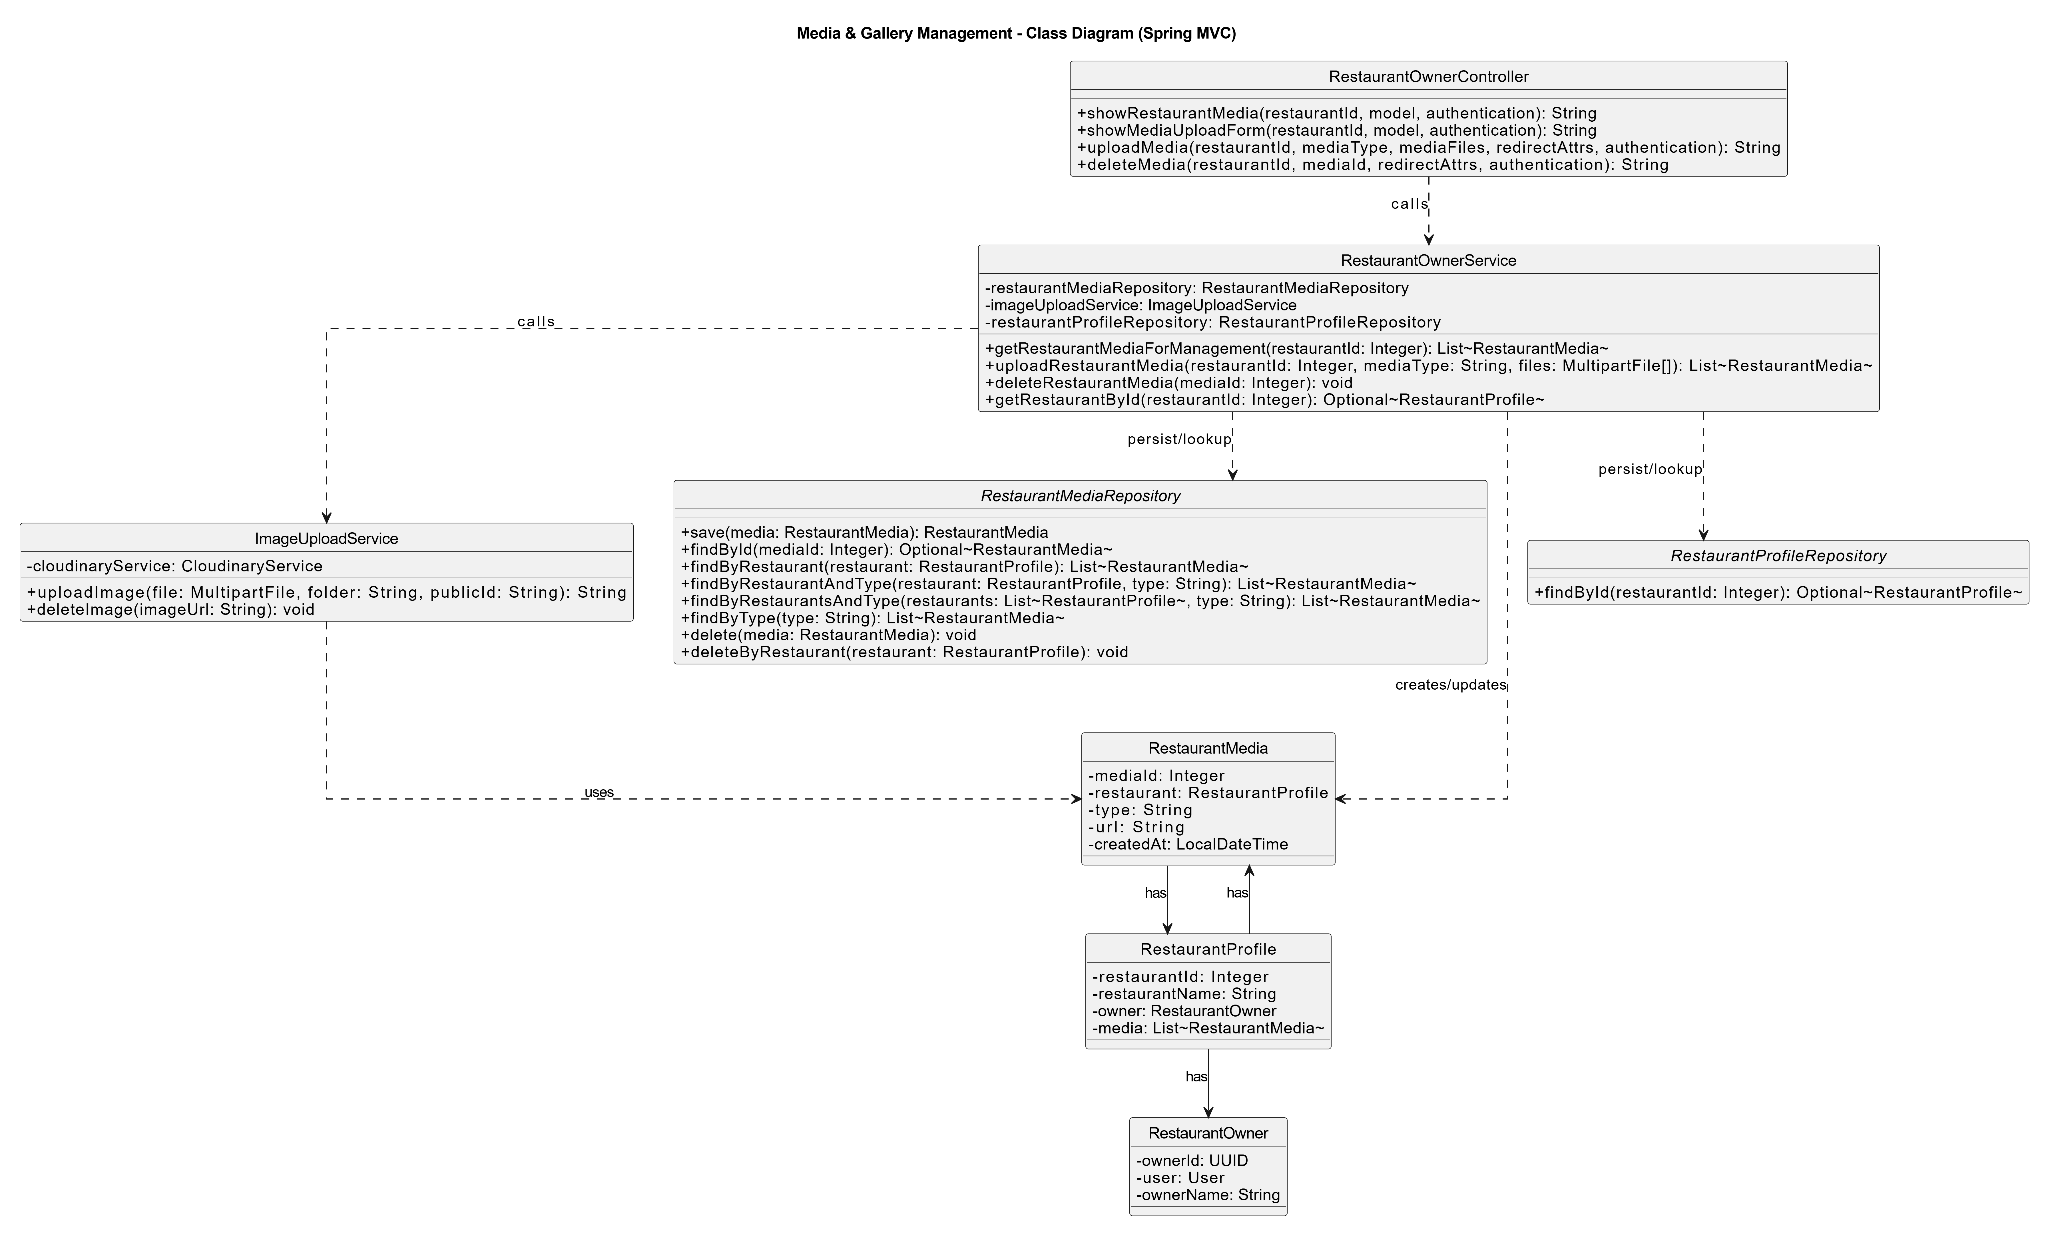 Media & Gallery Management - Class Diagram (Spring MVC)
RestaurantOwnerController
+showRestaurantMedia(restaurantId, model, authentication): String
+showMediaUploadForm(restaurantId, model, authentication): String
+uploadMedia(restaurantId, mediaType, mediaFiles, redirectAttrs, authentication): String
+deleteMedia(restaurantId, mediaId, redirectAttrs, authentication): String
calls
RestaurantOwnerService
-restaurantMediaRepository: RestaurantMediaRepository
-imageUploadService: ImageUploadService
-restaurantProfileRepository: RestaurantProfileRepository
+getRestaurantMediaForManagement(restaurantId: Integer): List~RestaurantMedia~
+uploadRestaurantMedia(restaurantId: Integer, mediaType: String, files: MultipartFile[]): List~RestaurantMedia~
+deleteRestaurantMedia(mediaId: Integer): void
+getRestaurantById(restaurantId: Integer): Optional~RestaurantProfile~
calls
persist/lookup
persist/lookup
ImageUploadService
-cloudinaryService: CloudinaryService
+uploadImage(file: MultipartFile, folder: String, publicId: String): String
+deleteImage(imageUrl: String): void
RestaurantMediaRepository
+save(media: RestaurantMedia): RestaurantMedia
+findById(mediaId: Integer): Optional~RestaurantMedia~
+findByRestaurant(restaurant: RestaurantProfile): List~RestaurantMedia~
+findByRestaurantAndType(restaurant: RestaurantProfile, type: String): List~RestaurantMedia~
+findByRestaurantsAndType(restaurants: List~RestaurantProfile~, type: String): List~RestaurantMedia~
+findByType(type: String): List~RestaurantMedia~
+delete(media: RestaurantMedia): void
+deleteByRestaurant(restaurant: RestaurantProfile): void
RestaurantProfileRepository
+findById(restaurantId: Integer): Optional~RestaurantProfile~
creates/updates
uses
RestaurantMedia
-mediaId: Integer
-restaurant: RestaurantProfile
-type: String
-url: String
-createdAt: LocalDateTime
has
has
RestaurantProfile
-restaurantId: Integer
-restaurantName: String
-owner: RestaurantOwner
-media: List~RestaurantMedia~
has
RestaurantOwner
-ownerId: UUID
-user: User
-ownerName: String